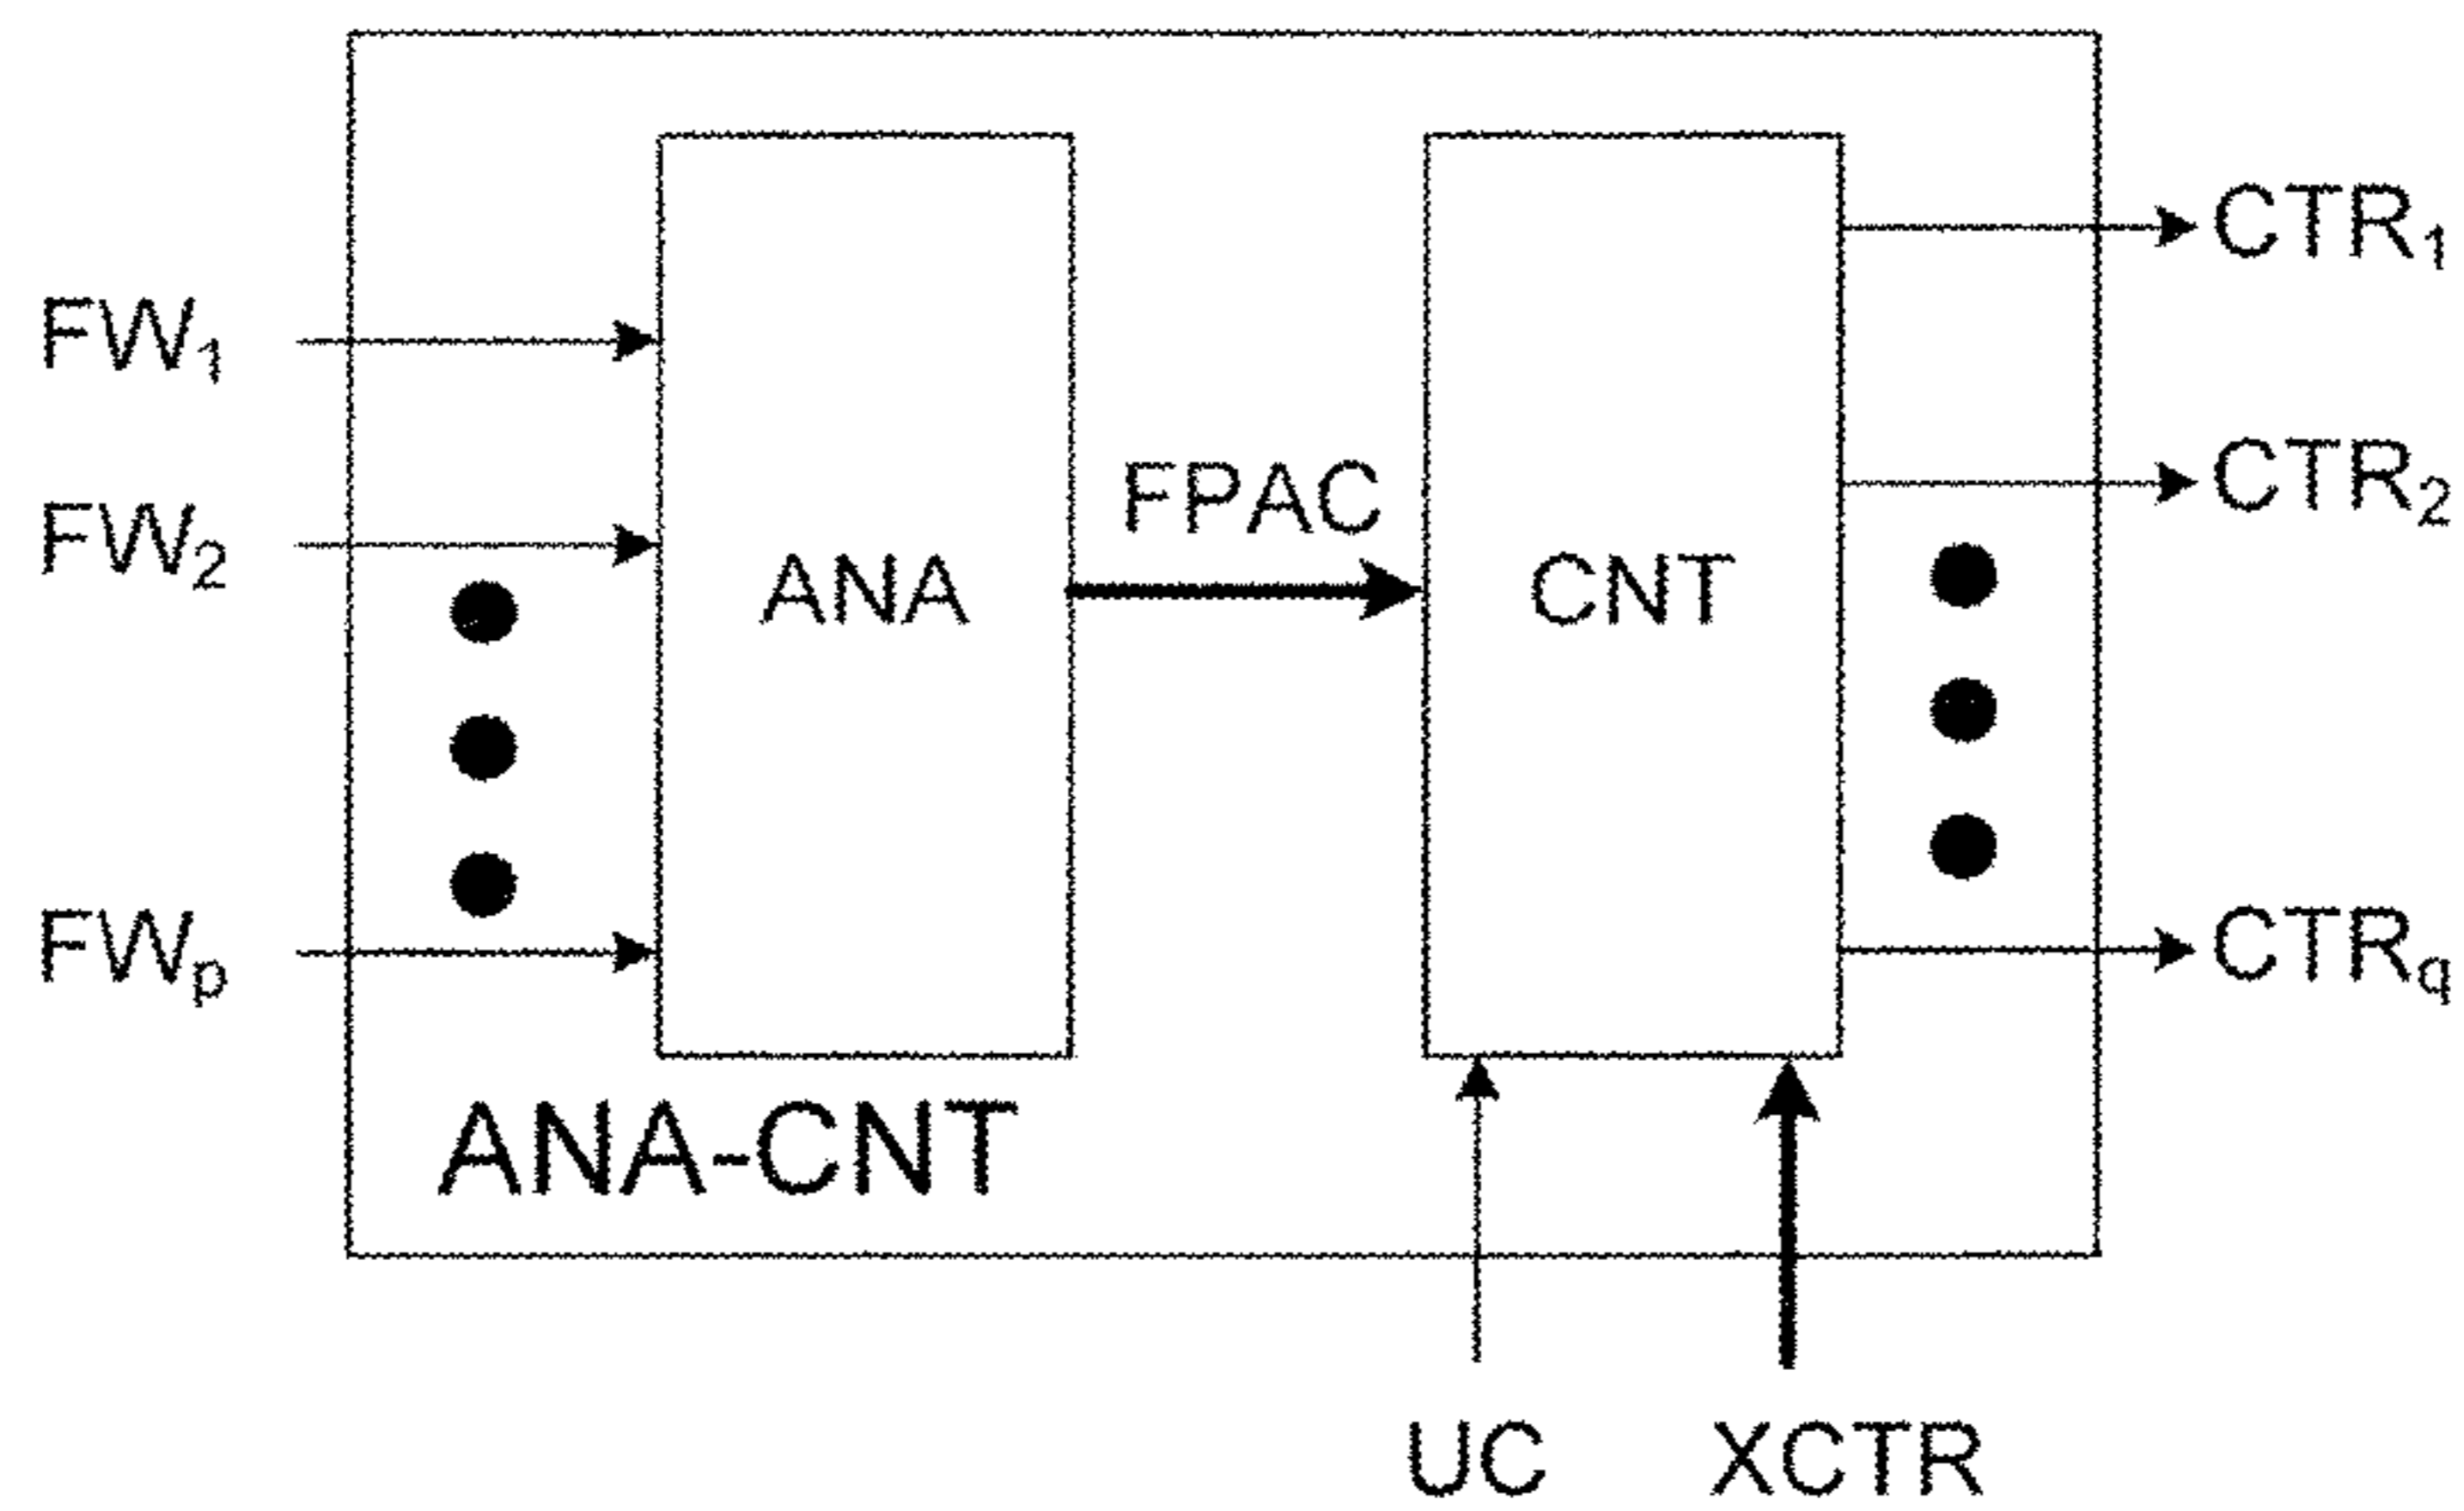 CTR₁
FW₁
CTR₂
FPAC
FW₂
ANA
CNT
FWₚ
CTRq
ANA-CNT
UC XCTR